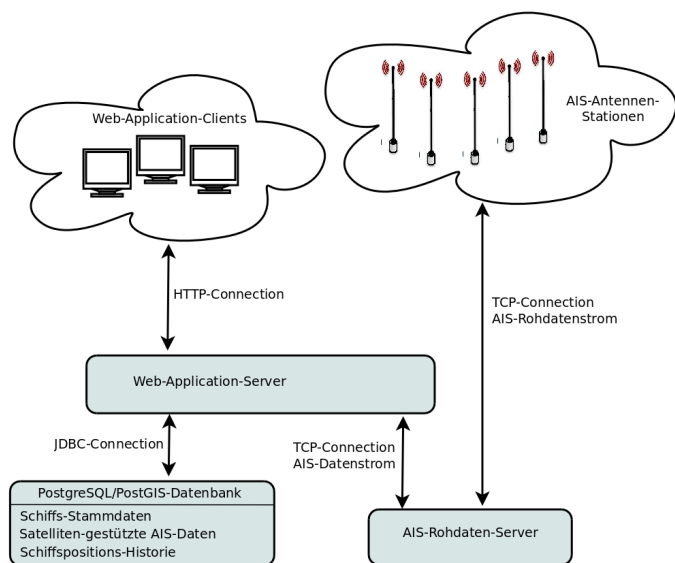 Web-Application-Clients
AIS-Antennen-
Stationen
HTTP-Connection
TCP-Connection
AIS-Rohdatenstrom
Web-Application-Server
JDBC-Connection
TCP-Connection
AIS-Datenstrom
PostgreSQL/PostGIS-Datenbank
Schiffs-Stammdaten
Satelliten-gestützte AIS-Daten
Schiffspositions-Historie
AIS-Rohdaten-Server